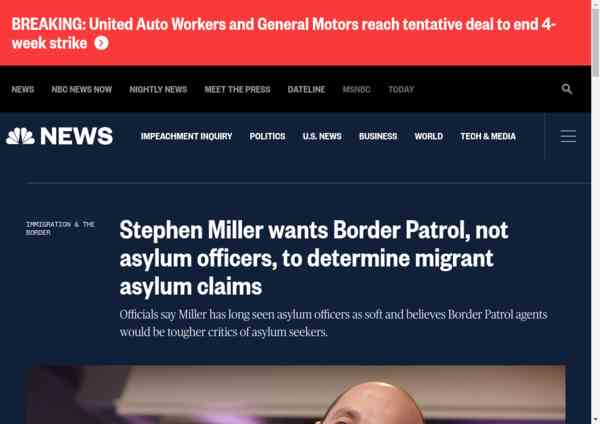 BREAKING: United Auto Workers and General Motors reach tentative deal to end 4-
week strike
NEWS NBC NEWS NOW NIGHTLY NEWS MEET THE PRESS DATELINE MSNBC TODAY
NEWS IMPEACHMENT INQUIRY POLITICS U.S. NEWS BUSINESS WORLD TECH & MEDIA
IMMIGRATION & THE
BORDER
Stephen Miller wants Border Patrol, not
asylum officers, to determine migrant
asylum claims
Officials say Miller has long seen asylum officers as soft and believes Border Patrol agents
would be tougher critics of asylum seekers.